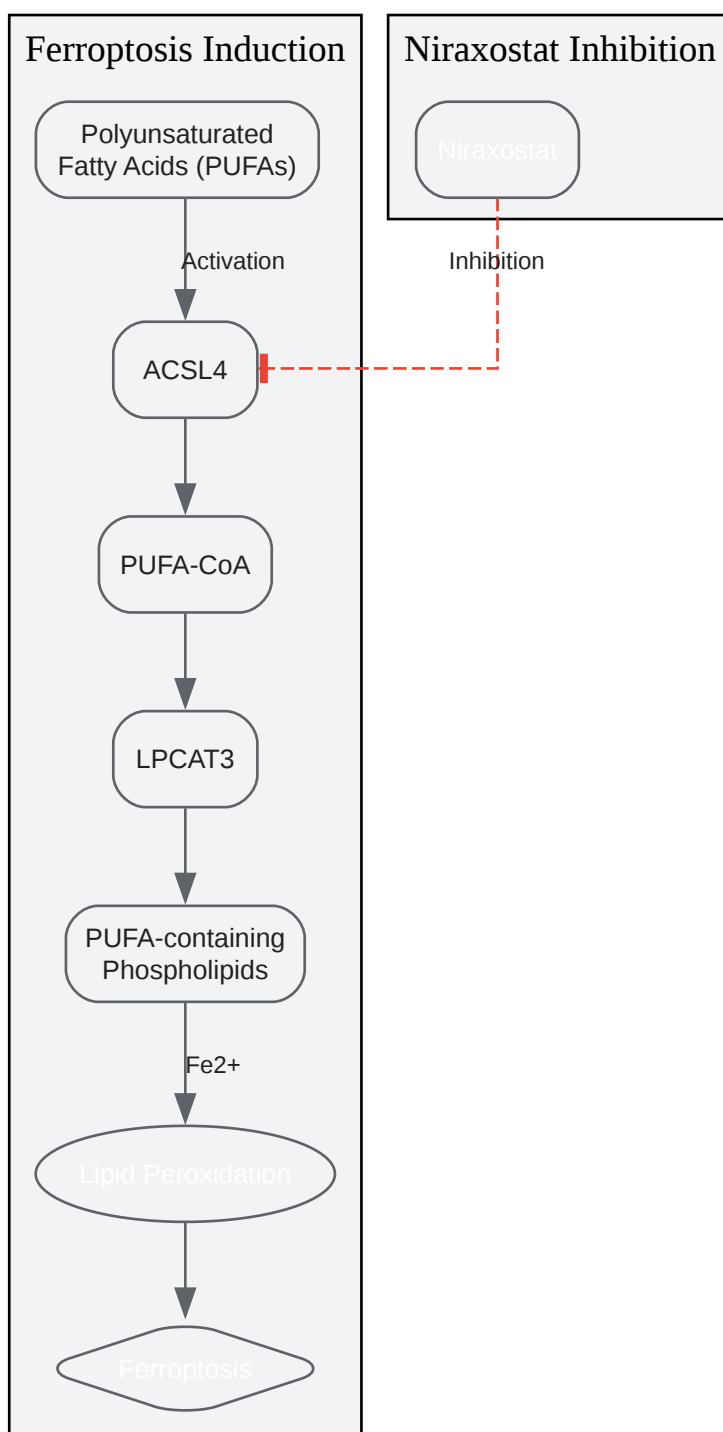 Ferroptosis Induction
Polyunsaturated
Fatty Acids (PUFAs)
Activation
ACSL4
PUFA-CoA
LPCAT3
PUFA-containing
Phospholipids
Fe2+
Lipid Peroxidation
Ferroptosis
Niraxostat Inhibition
Niraxostat
Inhibition